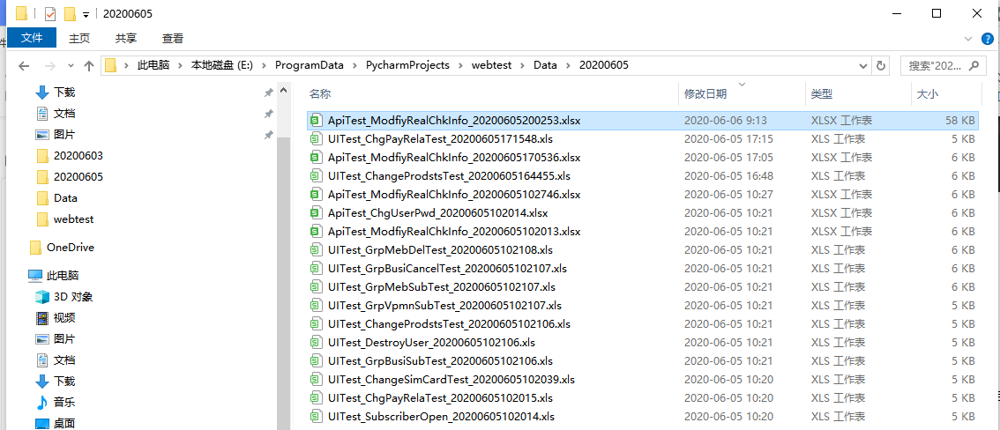 20200605
文件 主页 共享 查看
此电脑 本地磁盘 (E:) ProgramData PycharmProjects webtest Data 20200605 搜索"202...
下载
文档
图片
20200603
20200605
Data
webtest
OneDrive
此电脑
3D 对象
视频
图片
文档
下载
音乐
桌面
名称 修改日期 类型 大小
ApiTest_ModfiyRealChkInfo_20200605200253.xlsx 2020-06-06 9:13 XLSX 工作表 58 KB
UITest_ChgPayRelaTest_20200605171548.xls 2020-06-05 17:15 XLS 工作表 5 KB
ApiTest_ModfiyRealChkInfo_20200605170536.xlsx 2020-06-05 17:05 XLSX 工作表 6 KB
UITest_ChangeProdstsTest_20200605164455.xls 2020-06-05 16:48 XLS 工作表 6 KB
ApiTest_ModfiyRealChkInfo_20200605102746.xlsx 2020-06-05 10:27 XLSX 工作表 6 KB
ApiTest_ChgUserPwd_20200605102014.xlsx 2020-06-05 10:21 XLSX 工作表 6 KB
ApiTest_ModfiyRealChkInfo_20200605102013.xlsx 2020-06-05 10:21 XLSX 工作表 6 KB
UITest_GrpMebDelTest_20200605102108.xls 2020-06-05 10:21 XLS 工作表 5 KB
UITest_GrpBusiCancelTest_20200605102107.xls 2020-06-05 10:21 XLS 工作表 5 KB
UITest_GrpMebSubTest_20200605102107.xls 2020-06-05 10:21 XLS 工作表 5 KB
UITest_GrpVpmnSubTest_20200605102107.xls 2020-06-05 10:21 XLS 工作表 5 KB
UITest_ChangeProdstsTest_20200605102106.xls 2020-06-05 10:21 XLS 工作表 5 KB
UITest_DestroyUser_20200605102106.xls 2020-06-05 10:21 XLS 工作表 5 KB
UITest_GrpBusiSubTest_20200605102106.xls 2020-06-05 10:21 XLS 工作表 5 KB
UITest_ChangeSimCardTest_20200605102039.xls 2020-06-05 10:20 XLS 工作表 5 KB
UITest_ChgPayRelaTest_20200605102015.xls 2020-06-05 10:20 XLS 工作表 5 KB
UITest_SubscriberOpen_20200605102014.xls 2020-06-05 10:20 XLS 工作表 5 KB